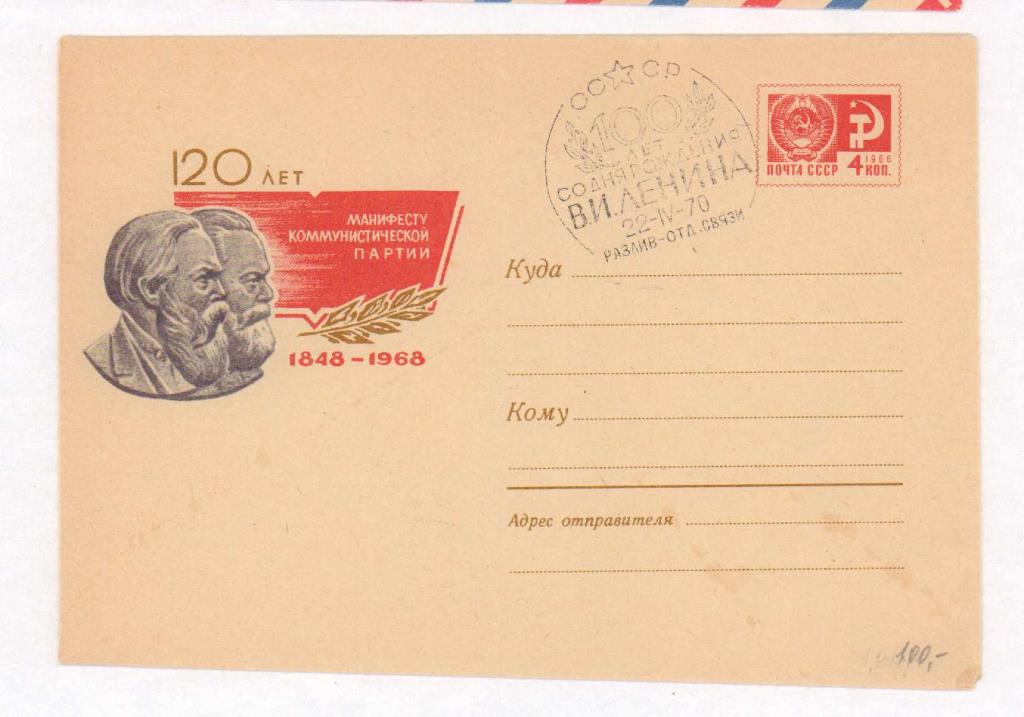 120 ЛЕТ
МАНИФЕСТУ
КОММУНИСТИЧЕСКОЙ
ПАРТИИ
1848 – 1968
СССР
100
ЛЕТ
СО ДНЯ РОЖДЕНИЯ
В.И. ЛЕНИНА
22-IV-70
РАЗЛИВ-ОТД. СВЯЗИ
1966
ПОЧТА СССР
4 КОП.
Куда
Кому
Адрес отправителя
100,-